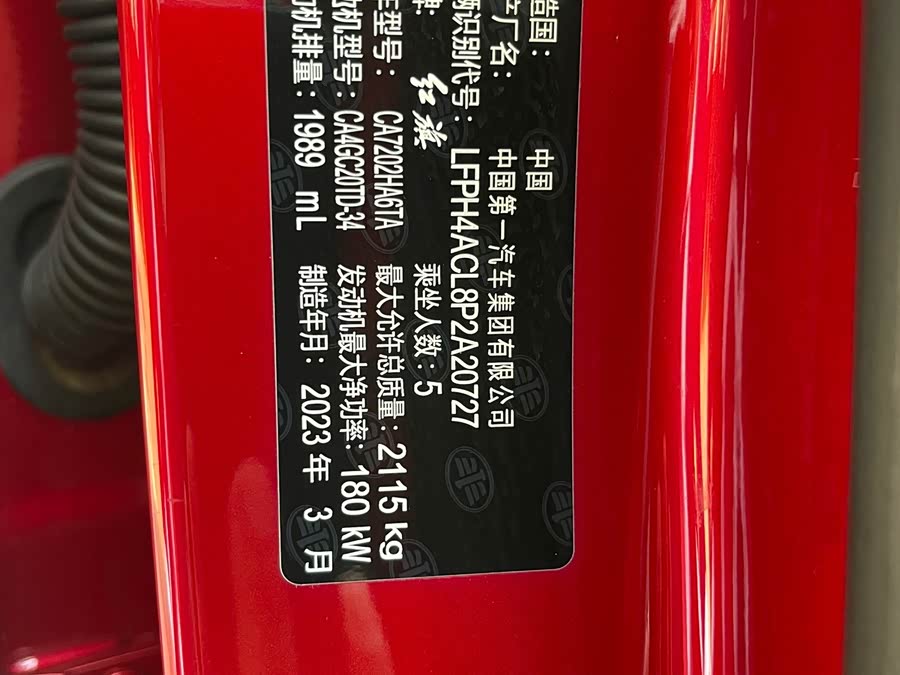 造国: 中国
产厂名: 中国第一汽车集团有限公司
辆识别代号: LFPH4ACL8P2A20727
牌: 红旗 乘坐人数: 5
车型号: CA7202HA6TA 最大允许总质量: 2115 kg
动机型号: CA4GC20TD-34 发动机最大净功率: 180 kW
动机排量: 1989 mL 制造年月: 2023 年 3 月